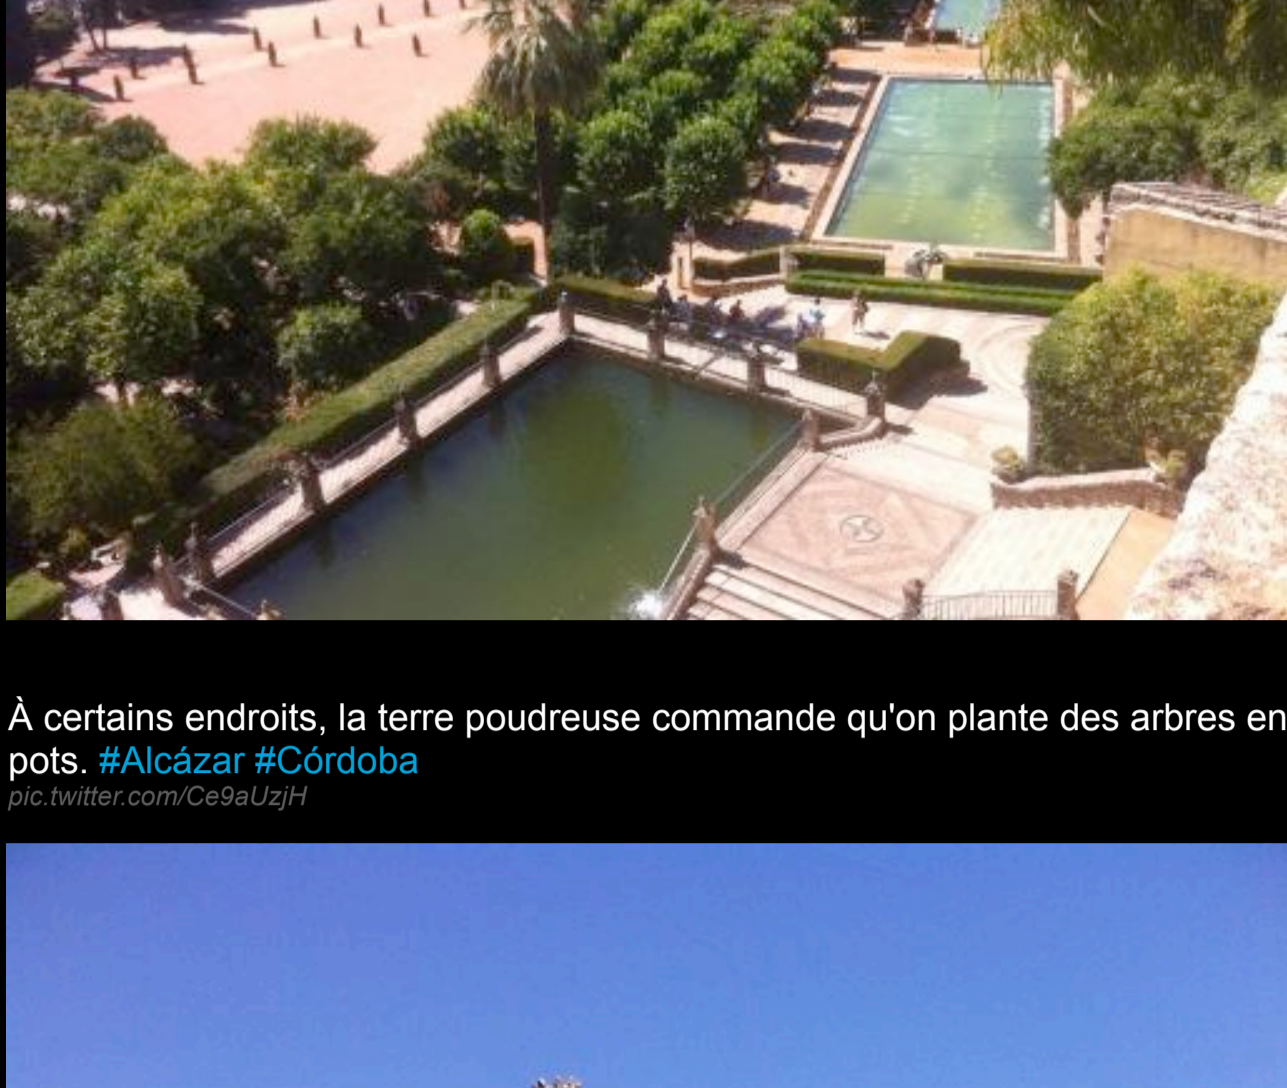 À certains endroits, la terre poudreuse commande qu'on plante des arbres en
pots. #Alcázar #Córdoba
pic.twitter.com/Ce9aUzjH